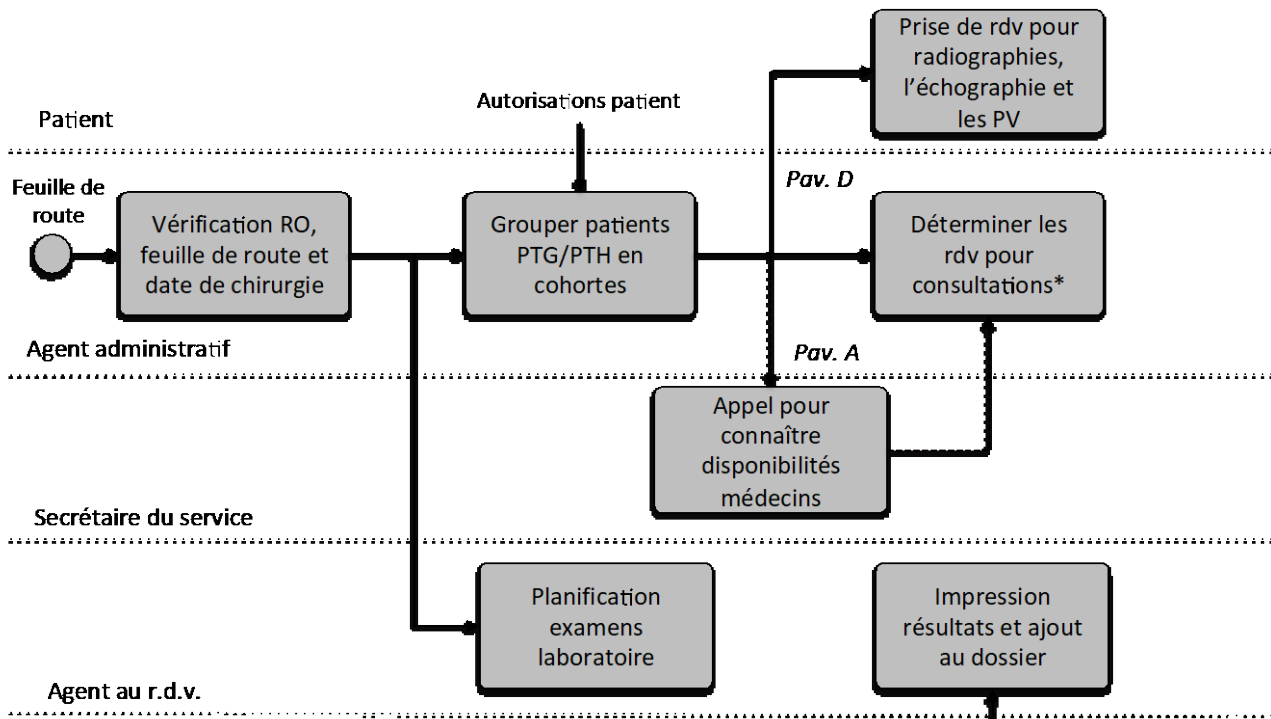 Prise de rdv pour
radiographies,
l'échographie et
les PV
Autorisations patient
Patient
Pav. D
Feuille de
route
Vérification RO,
feuille de route et
date de chirurgie
Grouper patients
PTG/PTH en
cohortes
Déterminer les
rdv pour
consultations*
Agent administratif
Pav. A
Appel pour
connaître
disponibilités
médecins
Secrétaire du service
Planification
examens
laboratoire
Impression
résultats et ajout
au dossier
Agent au r.d.v.